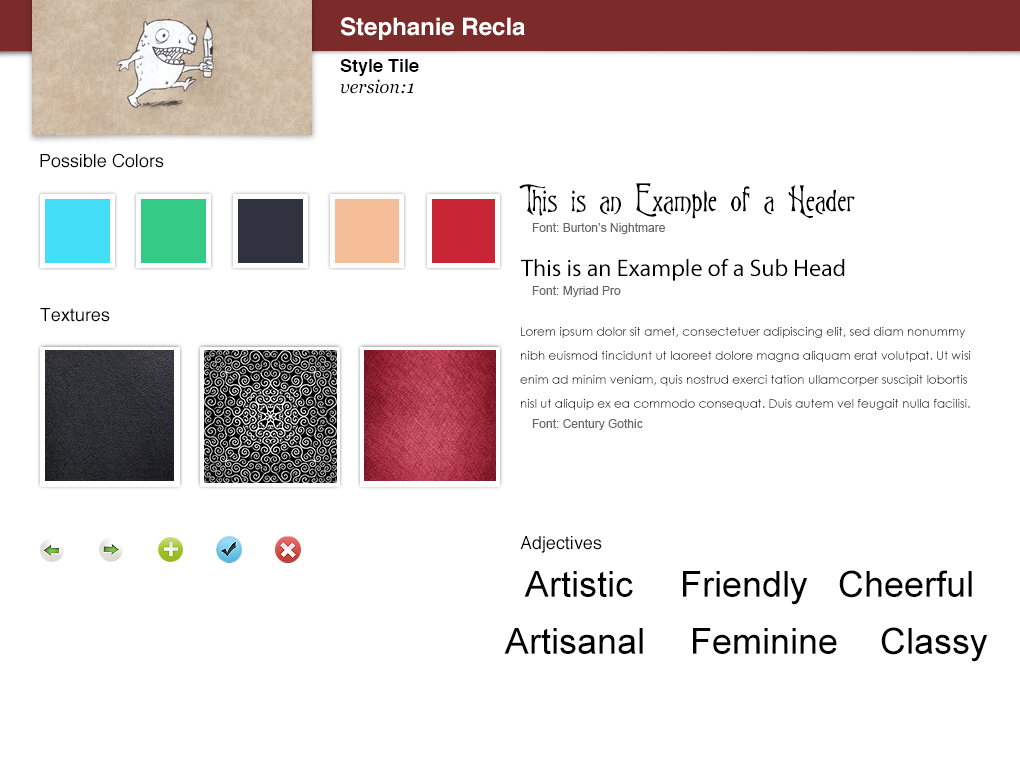 Stephanie Recla
Style Tile
version:1
Possible Colors
This is an Example of a Header
Font: Burton's Nightmare
This is an Example of a Sub Head
Font: Myriad Pro
Textures
Lorem ipsum dolor sit amet, consectetuer adipiscing elit, sed diam nonummy
nibh euismod tincidunt ut laoreet dolore magna aliquam erat volutpat. Ut wisi
enim ad minim veniam, quis nostrud exerci tation ullamcorper suscipit lobortis
nisl ut aliquip ex ea commodo consequat. Duis autem vel feugait nulla facilisi.
Font: Century Gothic
Adjectives
Artistic Friendly Cheerful
Artisanal Feminine Classy